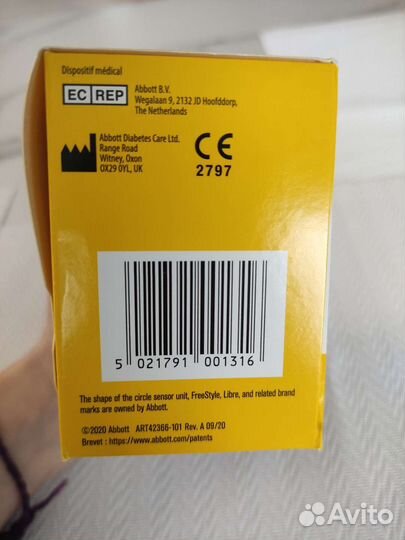 Dispositif médical
EC REP
Abbott B.V.
Wegalaan 9, 2132 JD Hoofddorp,
The Netherlands
Abbott Diabetes Care Ltd.
Range Road
Witney, Oxon
OX29 0YL, UK
CE
2797
5 021791 001316
The shape of the circle sensor unit, FreeStyle, Libre, and related brand
marks are owned by Abbott.
©2020 Abbott ART42366-101 Rev. A 09/20
Brevet : https://www.abbott.com/patents
Avito